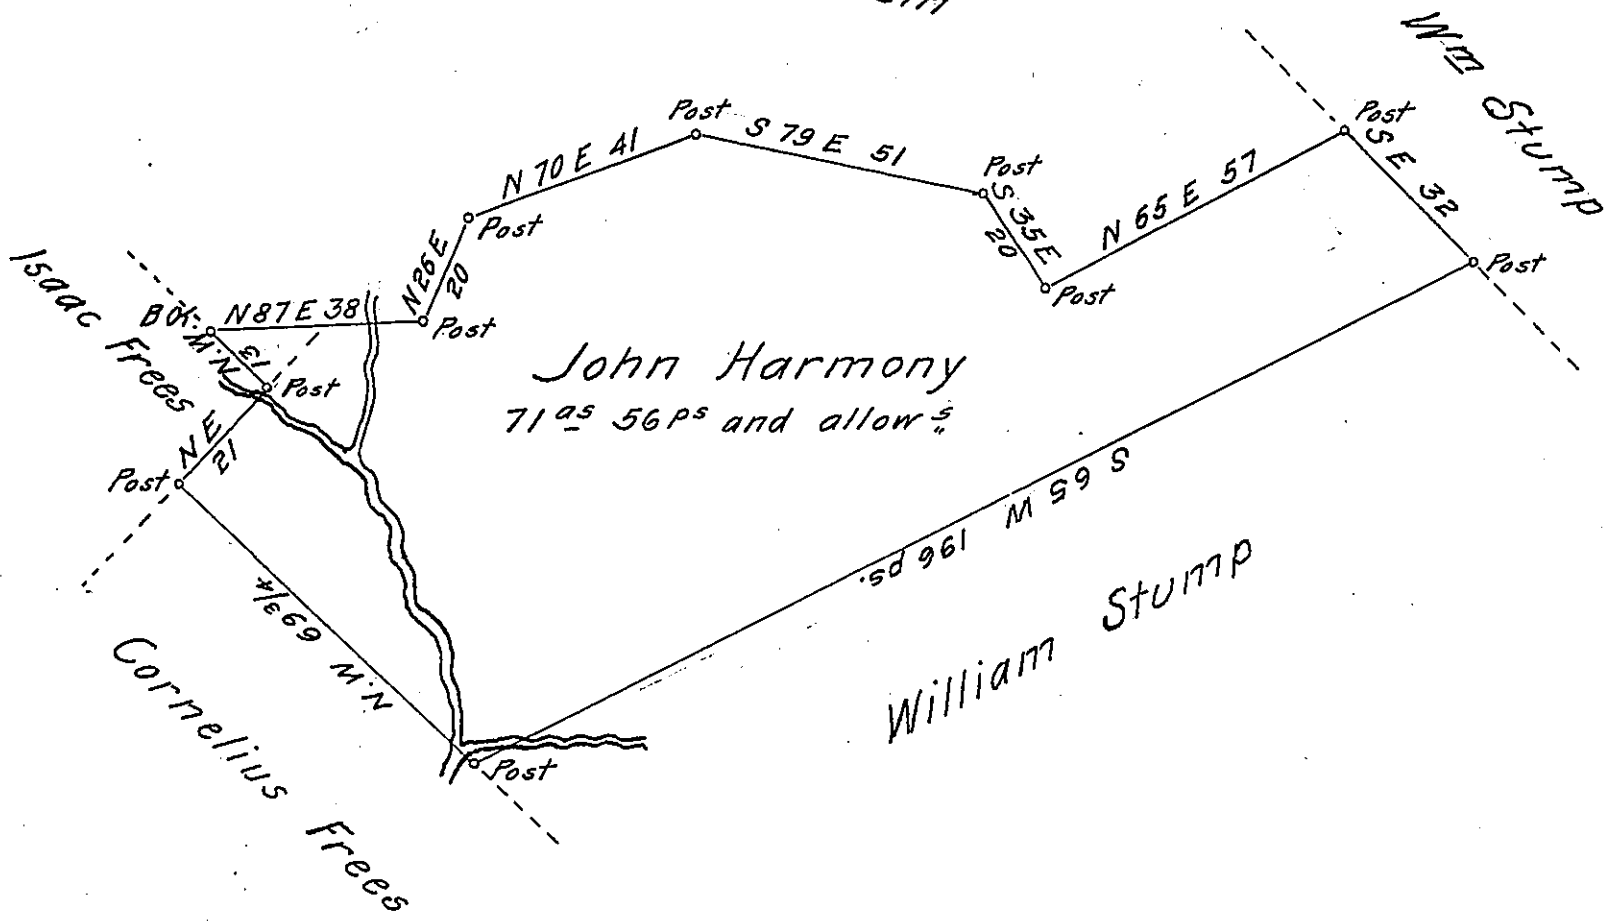 Wm Stump
Post
S E 32
Post
Post
N 70 E 41
S 79 E 51
Post
S 35 E
20
N 65 E 57
Post
Post
N 26 E
20
Post
Isaac Frees
N 87 E 38
N.W.
13
Post
N E
21
Post
John Harmony
71 as 56 ps and allow s
S 65 W 196 ps.
William Stump
N.W. 69 3/4
Post
Cornelius Frees